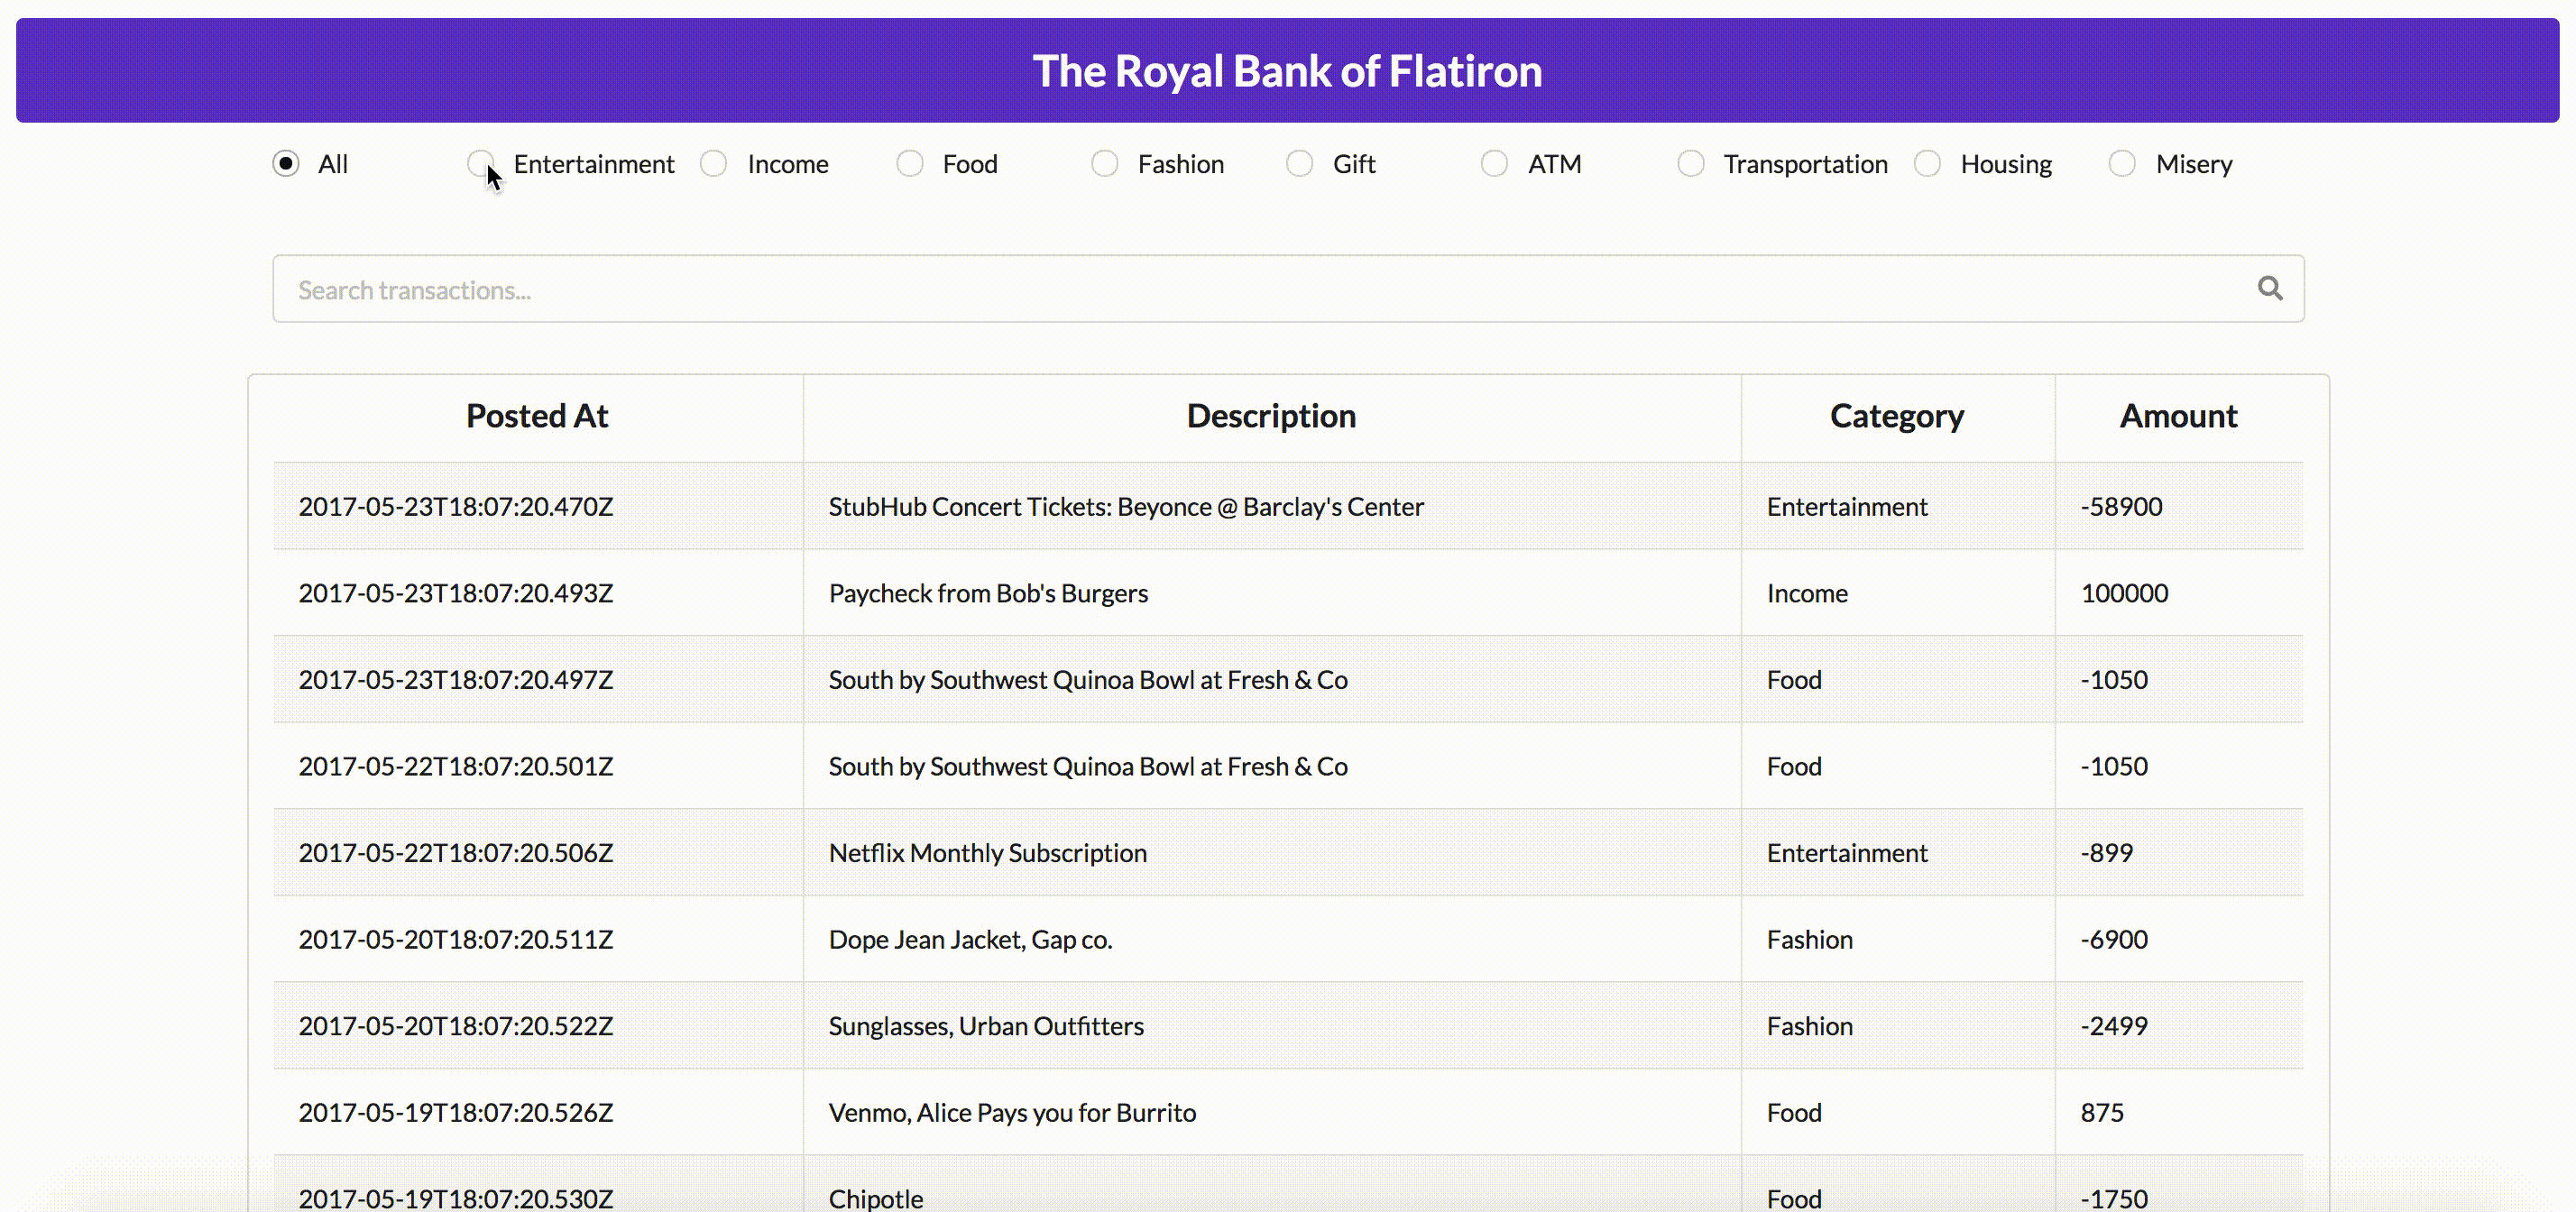 The Royal Bank of Flatiron
All Entertainment Income Food Fashion Gift ATM Transportation Housing Misery
Search transactions...
Posted At Description Category Amount
2017-05-23T18:07:20.470Z StubHub Concert Tickets: Beyonce @ Barclay's Center Entertainment -58900
2017-05-23T18:07:20.493Z Paycheck from Bob's Burgers Income 100000
2017-05-23T18:07:20.497Z South by Southwest Quinoa Bowl at Fresh & Co Food -1050
2017-05-22T18:07:20.501Z South by Southwest Quinoa Bowl at Fresh & Co Food -1050
2017-05-22T18:07:20.506Z Netflix Monthly Subscription Entertainment -899
2017-05-20T18:07:20.511Z Dope Jean Jacket, Gap co. Fashion -6900
2017-05-20T18:07:20.522Z Sunglasses, Urban Outfitters Fashion -2499
2017-05-19T18:07:20.526Z Venmo, Alice Pays you for Burrito Food 875
2017-05-19T18:07:20.530Z Chipotle Food -1750